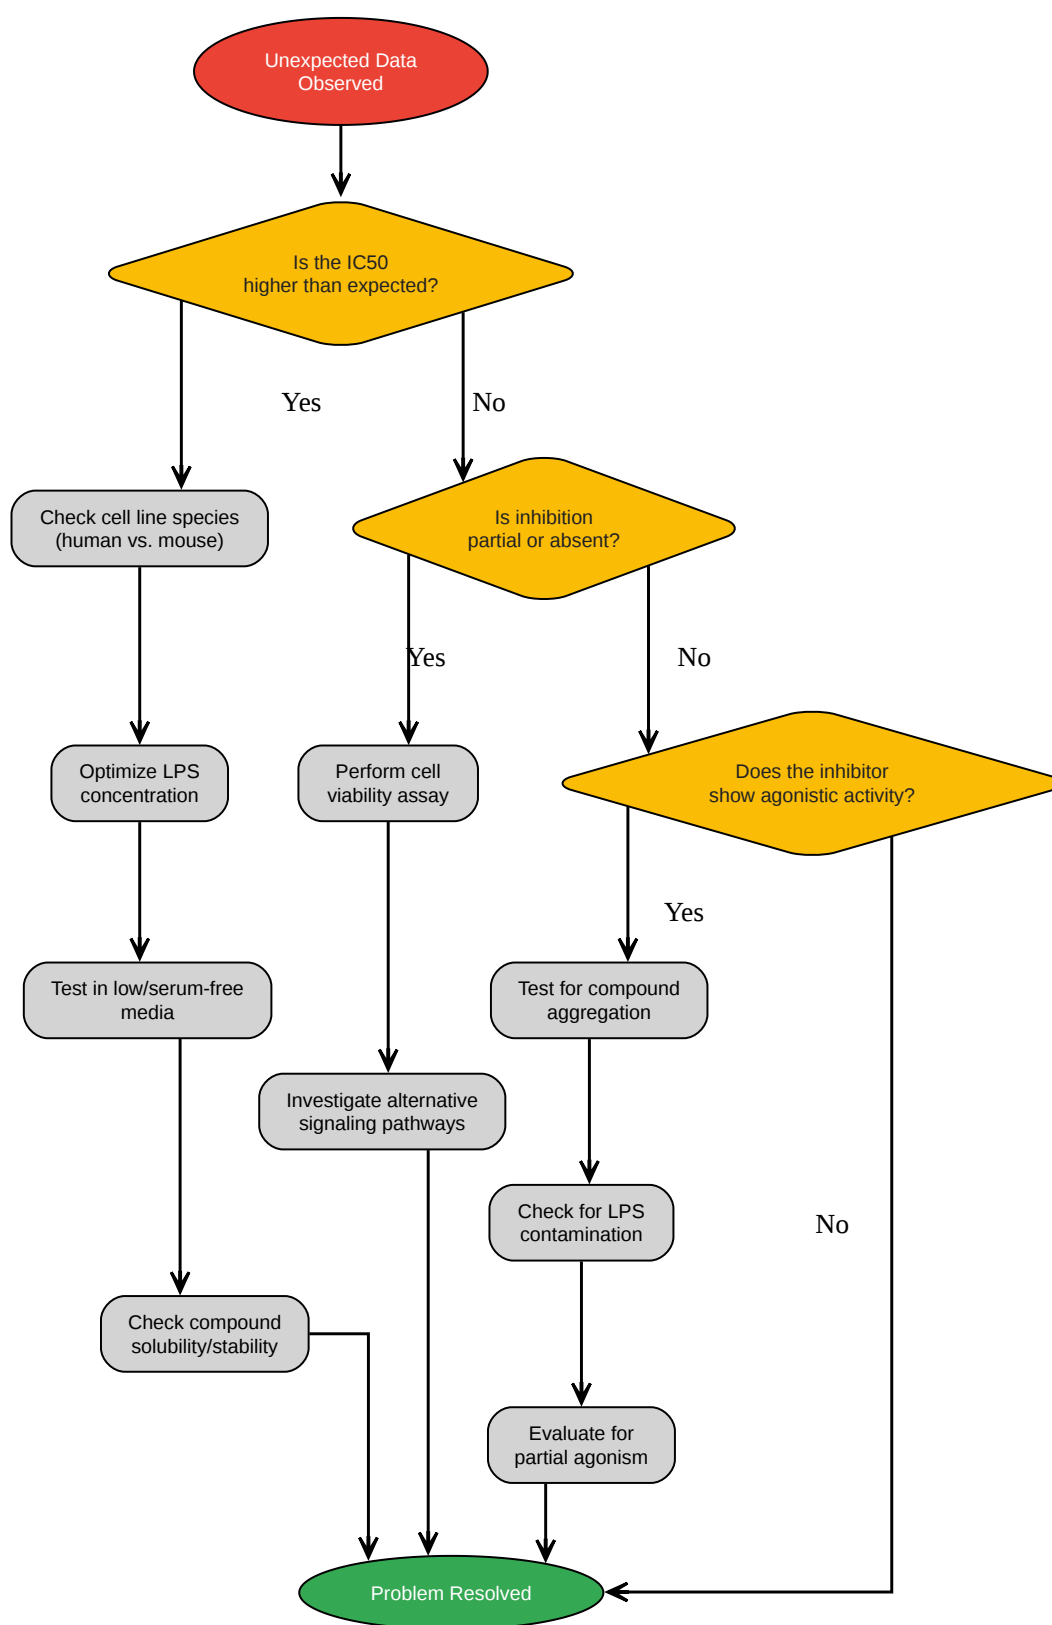 Unexpected Data
Observed
Is the IC50
higher than expected?
Yes
No
Check cell line species
(human vs. mouse)
Is inhibition
partial or absent?
Yes
No
Optimize LPS
concentration
Perform cell
viability assay
Does the inhibitor
show agonistic activity?
Yes
Test in low/serum-free
media
Test for compound
aggregation
Investigate alternative
signaling pathways
Check for LPS
contamination
No
Check compound
solubility/stability
Evaluate for
partial agonism
Problem Resolved